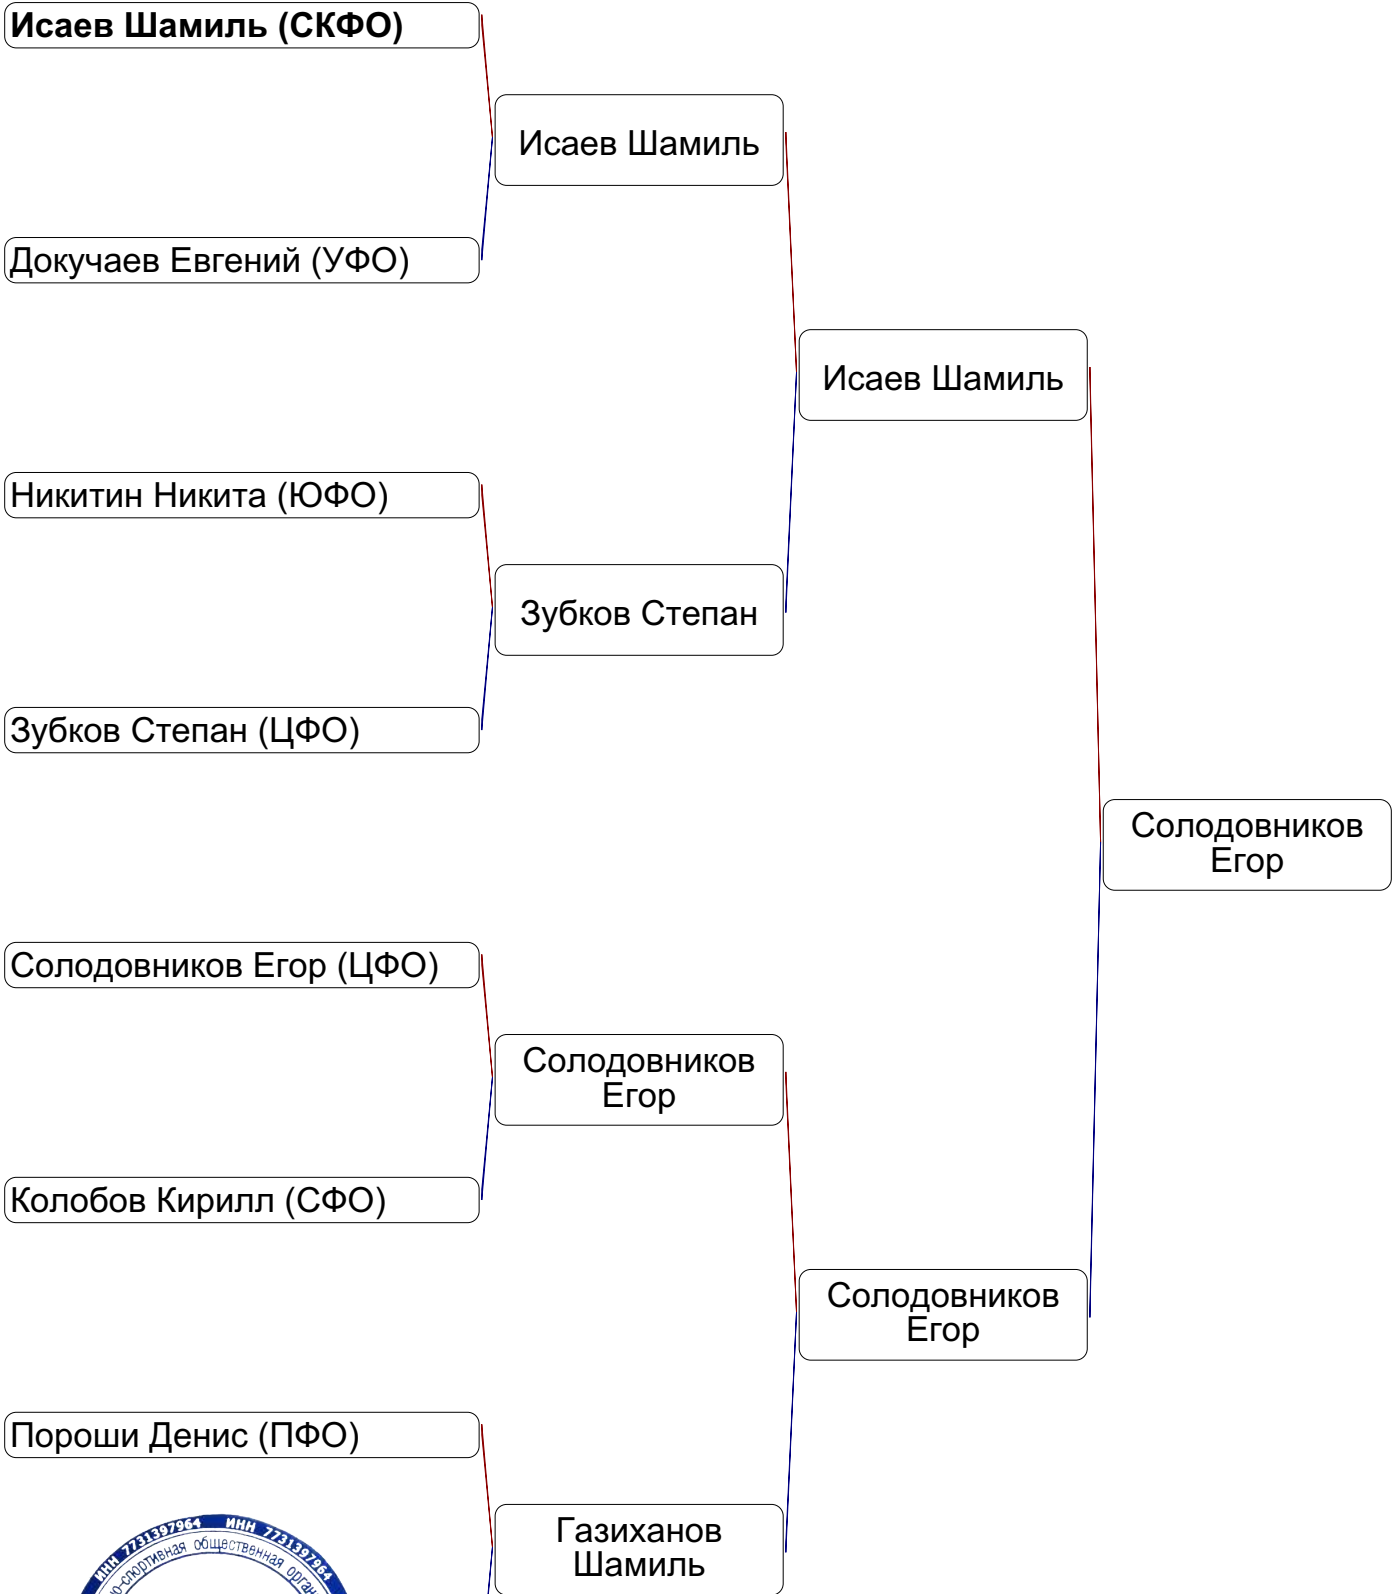 Исаев Шамиль (СКФО)
Исаев Шамиль
Докучаев Евгений (УФО)
Исаев Шамиль
Никитин Никита (ЮФО)
Зубков Степан
Зубков Степан (ЦФО)
Солодовников
Егор
Солодовников Егор (ЦФО)
Солодовников
Егор
Колобов Кирилл (СФО)
Солодовников
Егор
Пороши Денис (ПФО)
Газиханов
Шамиль
ИНН 7731397964 ИНН 7731397964
спортивная общественная